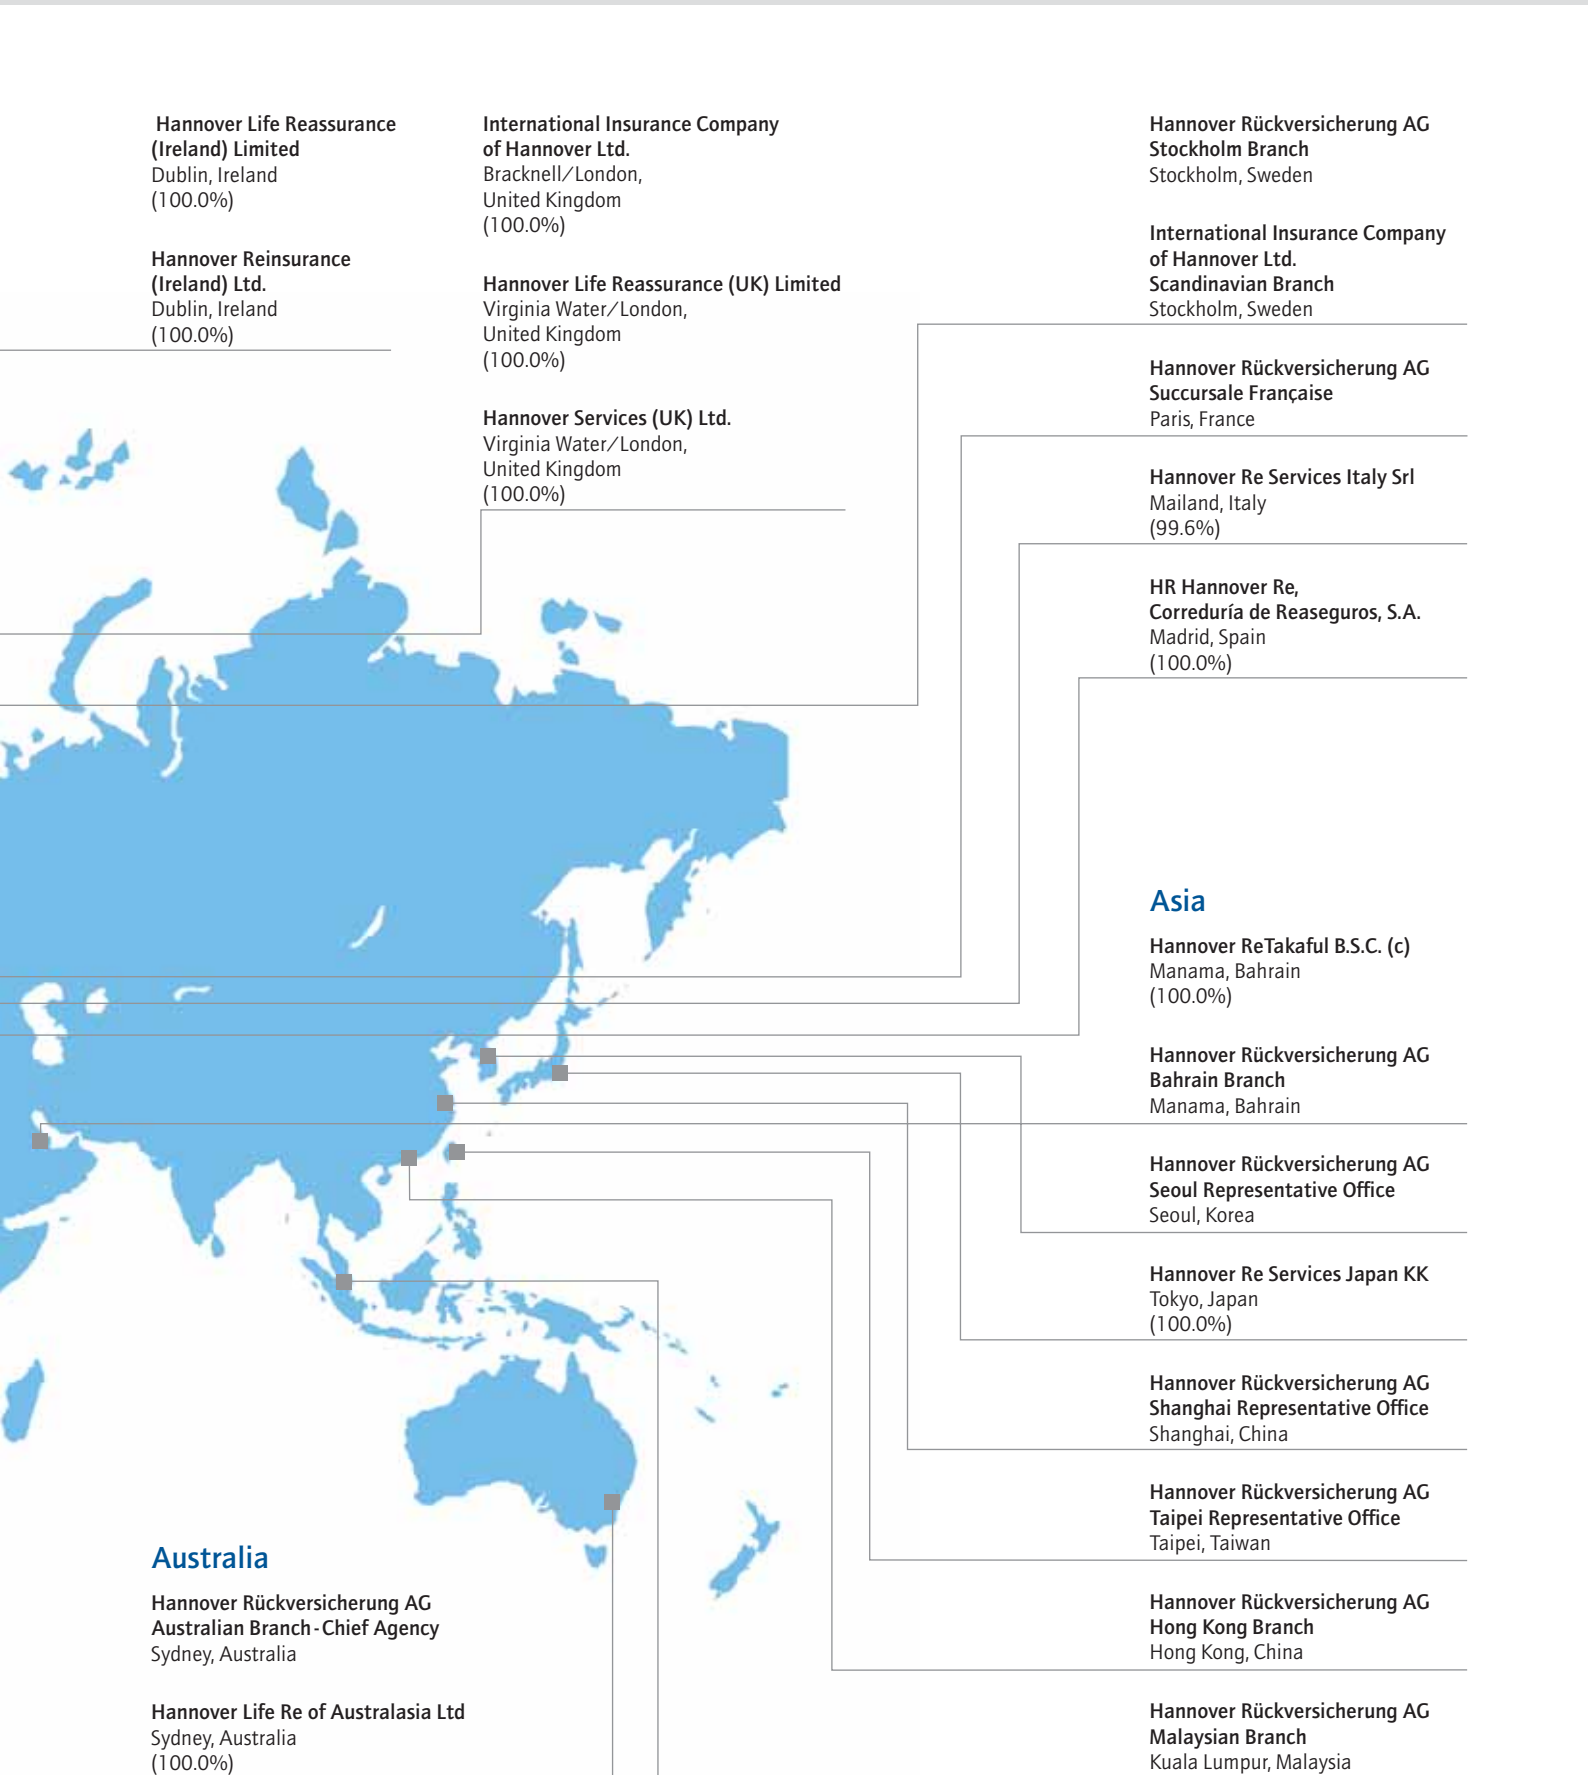 Hannover Life Reassurance
(Ireland) Limited
Dublin, Ireland
(100.0%)
Hannover Reinsurance
(Ireland) Ltd.
Dublin, Ireland
(100.0%)
International Insurance Company
of Hannover Ltd.
Bracknell/London,
United Kingdom
(100.0%)
Hannover Life Reassurance (UK) Limited
Virginia Water/London,
United Kingdom
(100.0%)
Hannover Services (UK) Ltd.
Virginia Water/London,
United Kingdom
(100.0%)
Hannover Rückversicherung AG
Stockholm Branch
Stockholm, Sweden
International Insurance Company
of Hannover Ltd.
Scandinavian Branch
Stockholm, Sweden
Hannover Rückversicherung AG
Succursale Française
Paris, France
Hannover Re Services Italy Srl
Mailand, Italy
(99.6%)
HR Hannover Re,
Correduría de Reaseguros, S.A.
Madrid, Spain
(100.0%)
Asia
Hannover ReTakaful B.S.C. (c)
Manama, Bahrain
(100.0%)
Hannover Rückversicherung AG
Bahrain Branch
Manama, Bahrain
Hannover Rückversicherung AG
Seoul Representative Office
Seoul, Korea
Hannover Re Services Japan KK
Tokyo, Japan
(100.0%)
Hannover Rückversicherung AG
Shanghai Representative Office
Shanghai, China
Hannover Rückversicherung AG
Taipei Representative Office
Taipei, Taiwan
Hannover Rückversicherung AG
Hong Kong Branch
Hong Kong, China
Hannover Rückversicherung AG
Malaysian Branch
Kuala Lumpur, Malaysia
Australia
Hannover Rückversicherung AG
Australian Branch - Chief Agency
Sydney, Australia
Hannover Life Re of Australasia Ltd
Sydney, Australia
(100.0%)